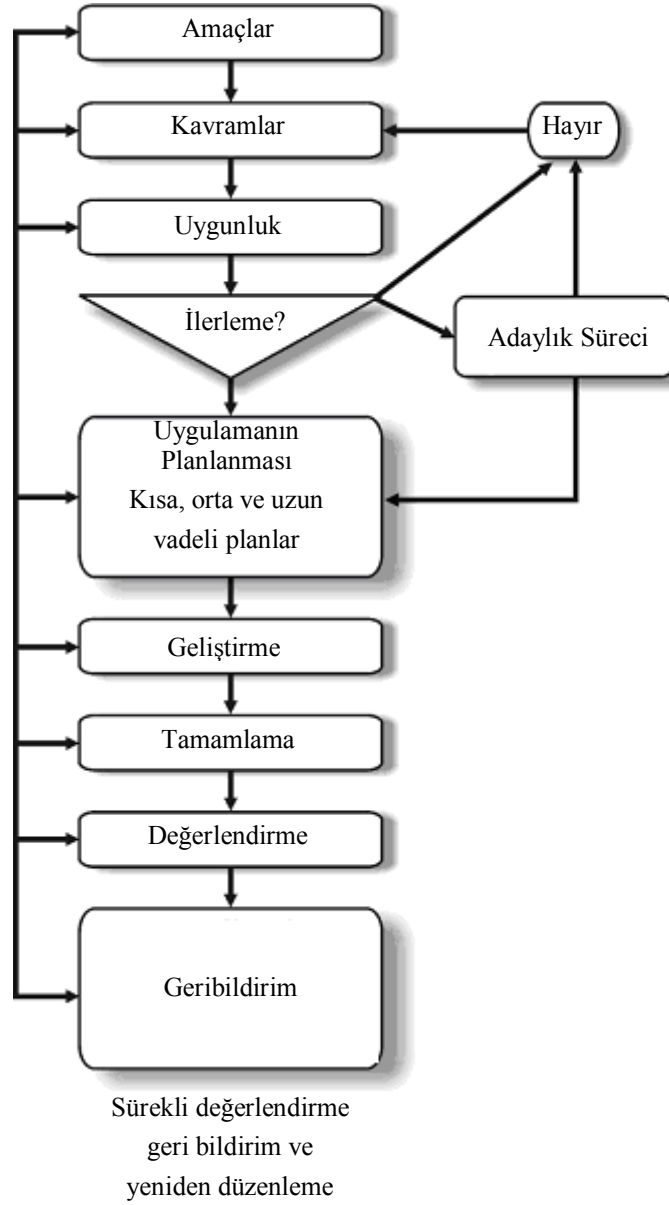 Amaçlar
Kavramlar
Hayır
Uygunluk
İlerleme?
Adaylık Süreci
Uygulamanın
Planlanması
Kısa, orta ve uzun
vadeli planlar
Geliştirme
Tamamlama
Değerlendirme
Geribildirim
Sürekli değerlendirme
geri bildirim ve
yeniden düzenleme